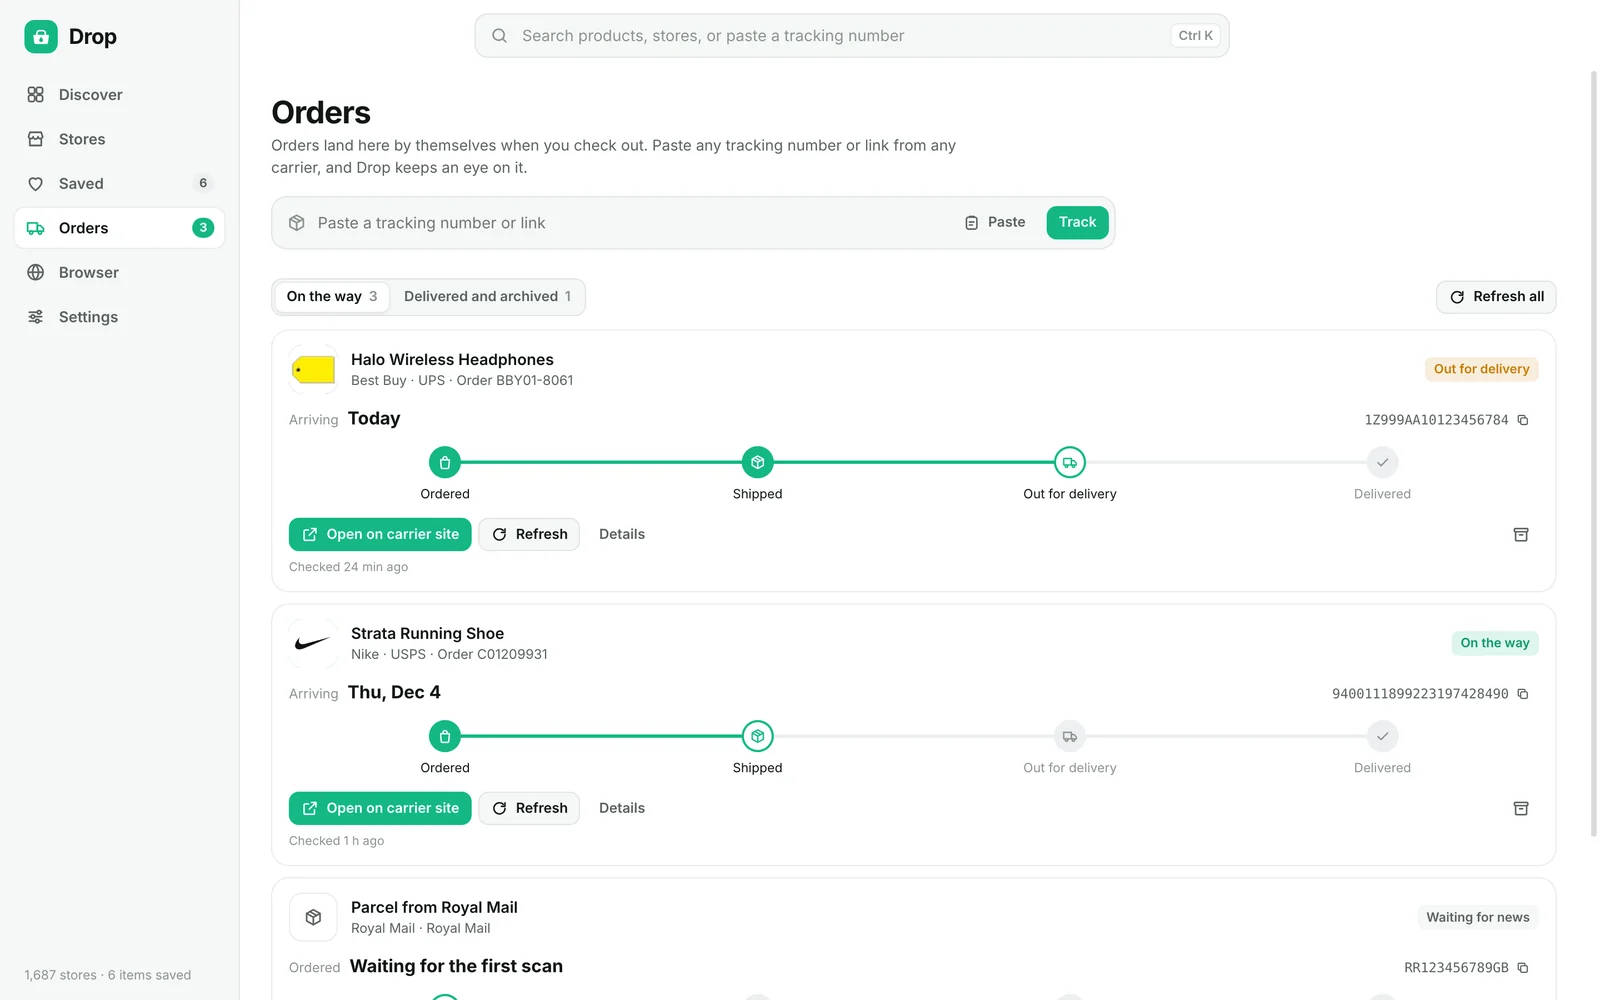 Drop
Search products, stores, or paste a tracking number
Ctrl K
Discover
Stores
Saved 6
Orders 3
Browser
Settings
1,687 stores · 6 items saved
Orders
Orders land here by themselves when you check out. Paste any tracking number or link from any
carrier, and Drop keeps an eye on it.
Paste a tracking number or link
Paste
Track
On the way 3
Delivered and archived 1
Refresh all
Halo Wireless Headphones
Best Buy · UPS · Order BBY01-8061
Out for delivery
Arriving Today
1Z999AA10123456784
Ordered
Shipped
Out for delivery
Delivered
Open on carrier site
Refresh
Details
Checked 24 min ago
Strata Running Shoe
Nike · USPS · Order C01209931
On the way
Arriving Thu, Dec 4
9400111899223197428490
Ordered
Shipped
Out for delivery
Delivered
Open on carrier site
Refresh
Details
Checked 1 h ago
Parcel from Royal Mail
Royal Mail · Royal Mail
Waiting for news
Ordered Waiting for the first scan
RR123456789GB